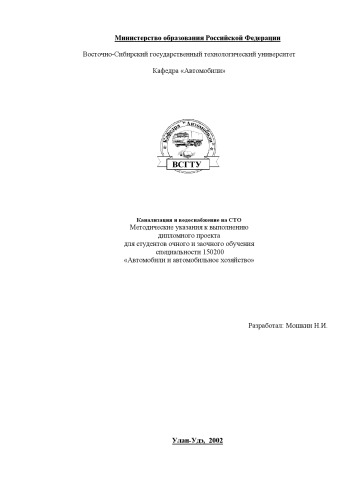 Министерство образования Российской Федерации
Восточно-Сибирский государственный технологический университет
Кафедра «Автомобили»
Кафедра "Автомобили"
ВСГТУ
Канализация и водоснабжение на СТО
Методические указания к выполнению
дипломного проекта
для студентов очного и заочного обучения
специальности 150200
«Автомобили и автомобильное хозяйство»
Разработал: Мошкин Н.И.
Улан-Удэ, 2002